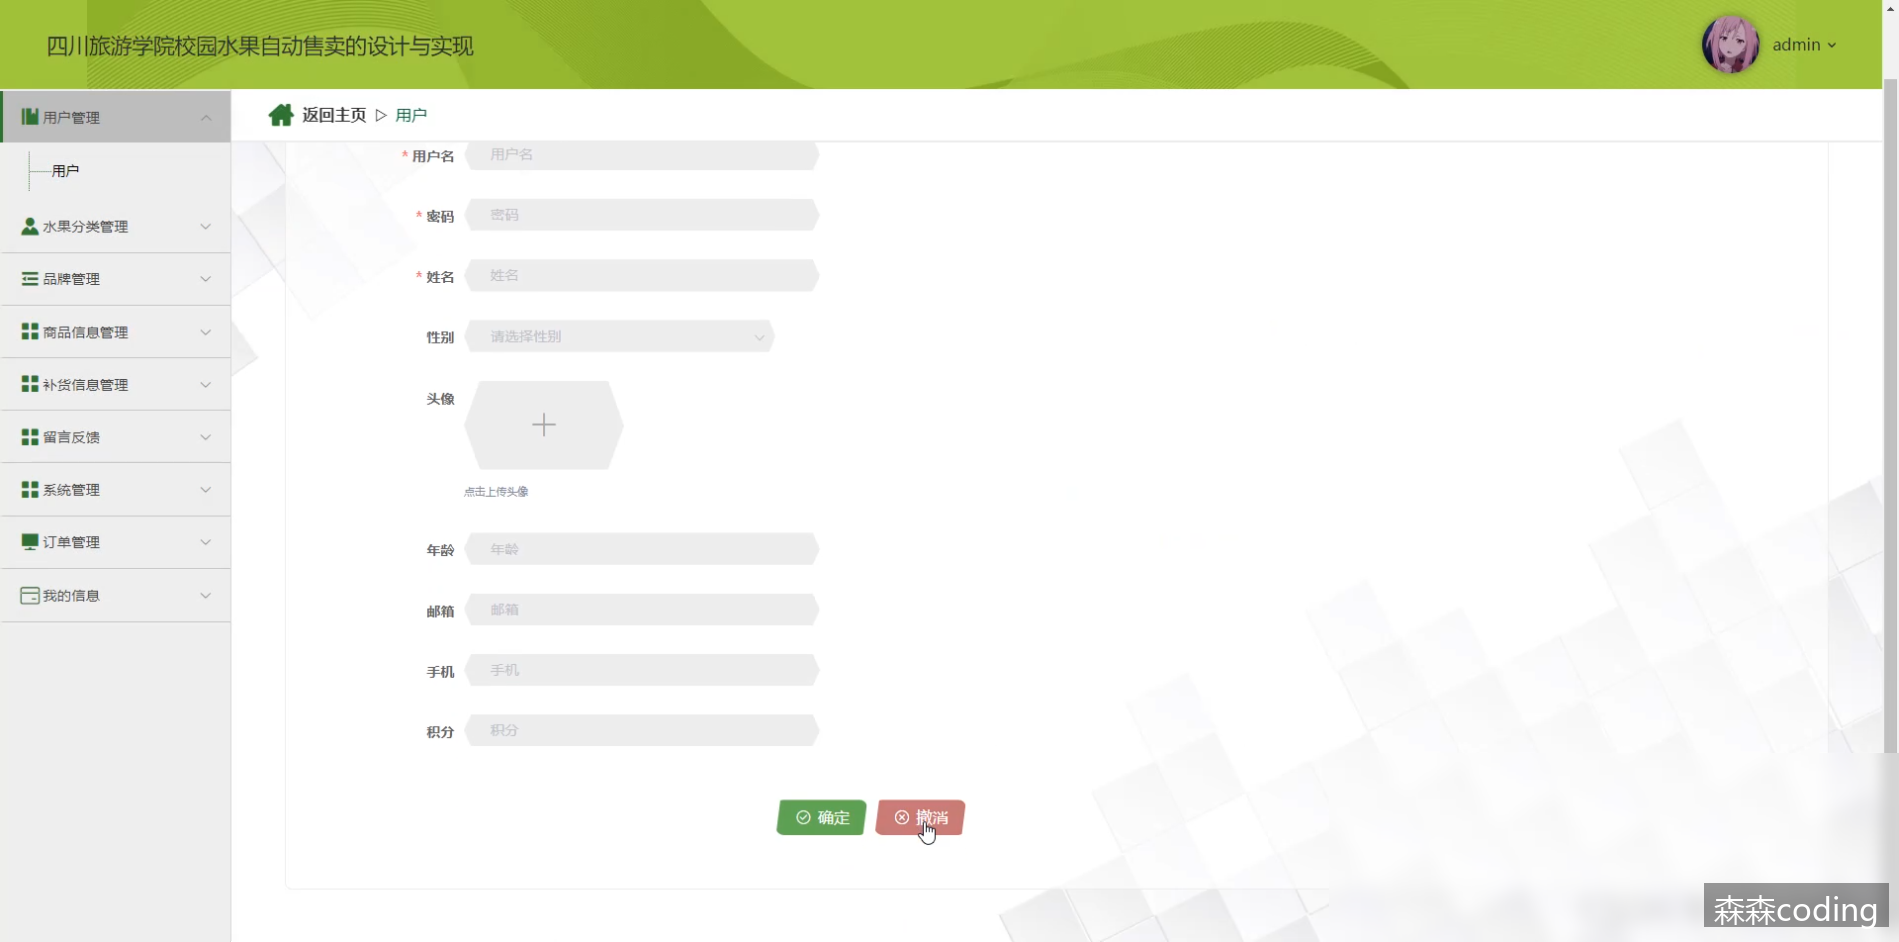 四川旅游学院校园水果自动售卖的设计与实现
admin
用户管理
用户
水果分类管理
品牌管理
商品信息管理
补货信息管理
留言反馈
系统管理
订单管理
我的信息
返回主页 ▷ 用户
* 用户名 用户名
* 密码 密码
* 姓名 姓名
性别 请选择性别
头像
点击上传头像
年龄 年龄
邮箱 邮箱
手机 手机
积分 积分
确定 撤消
森森coding